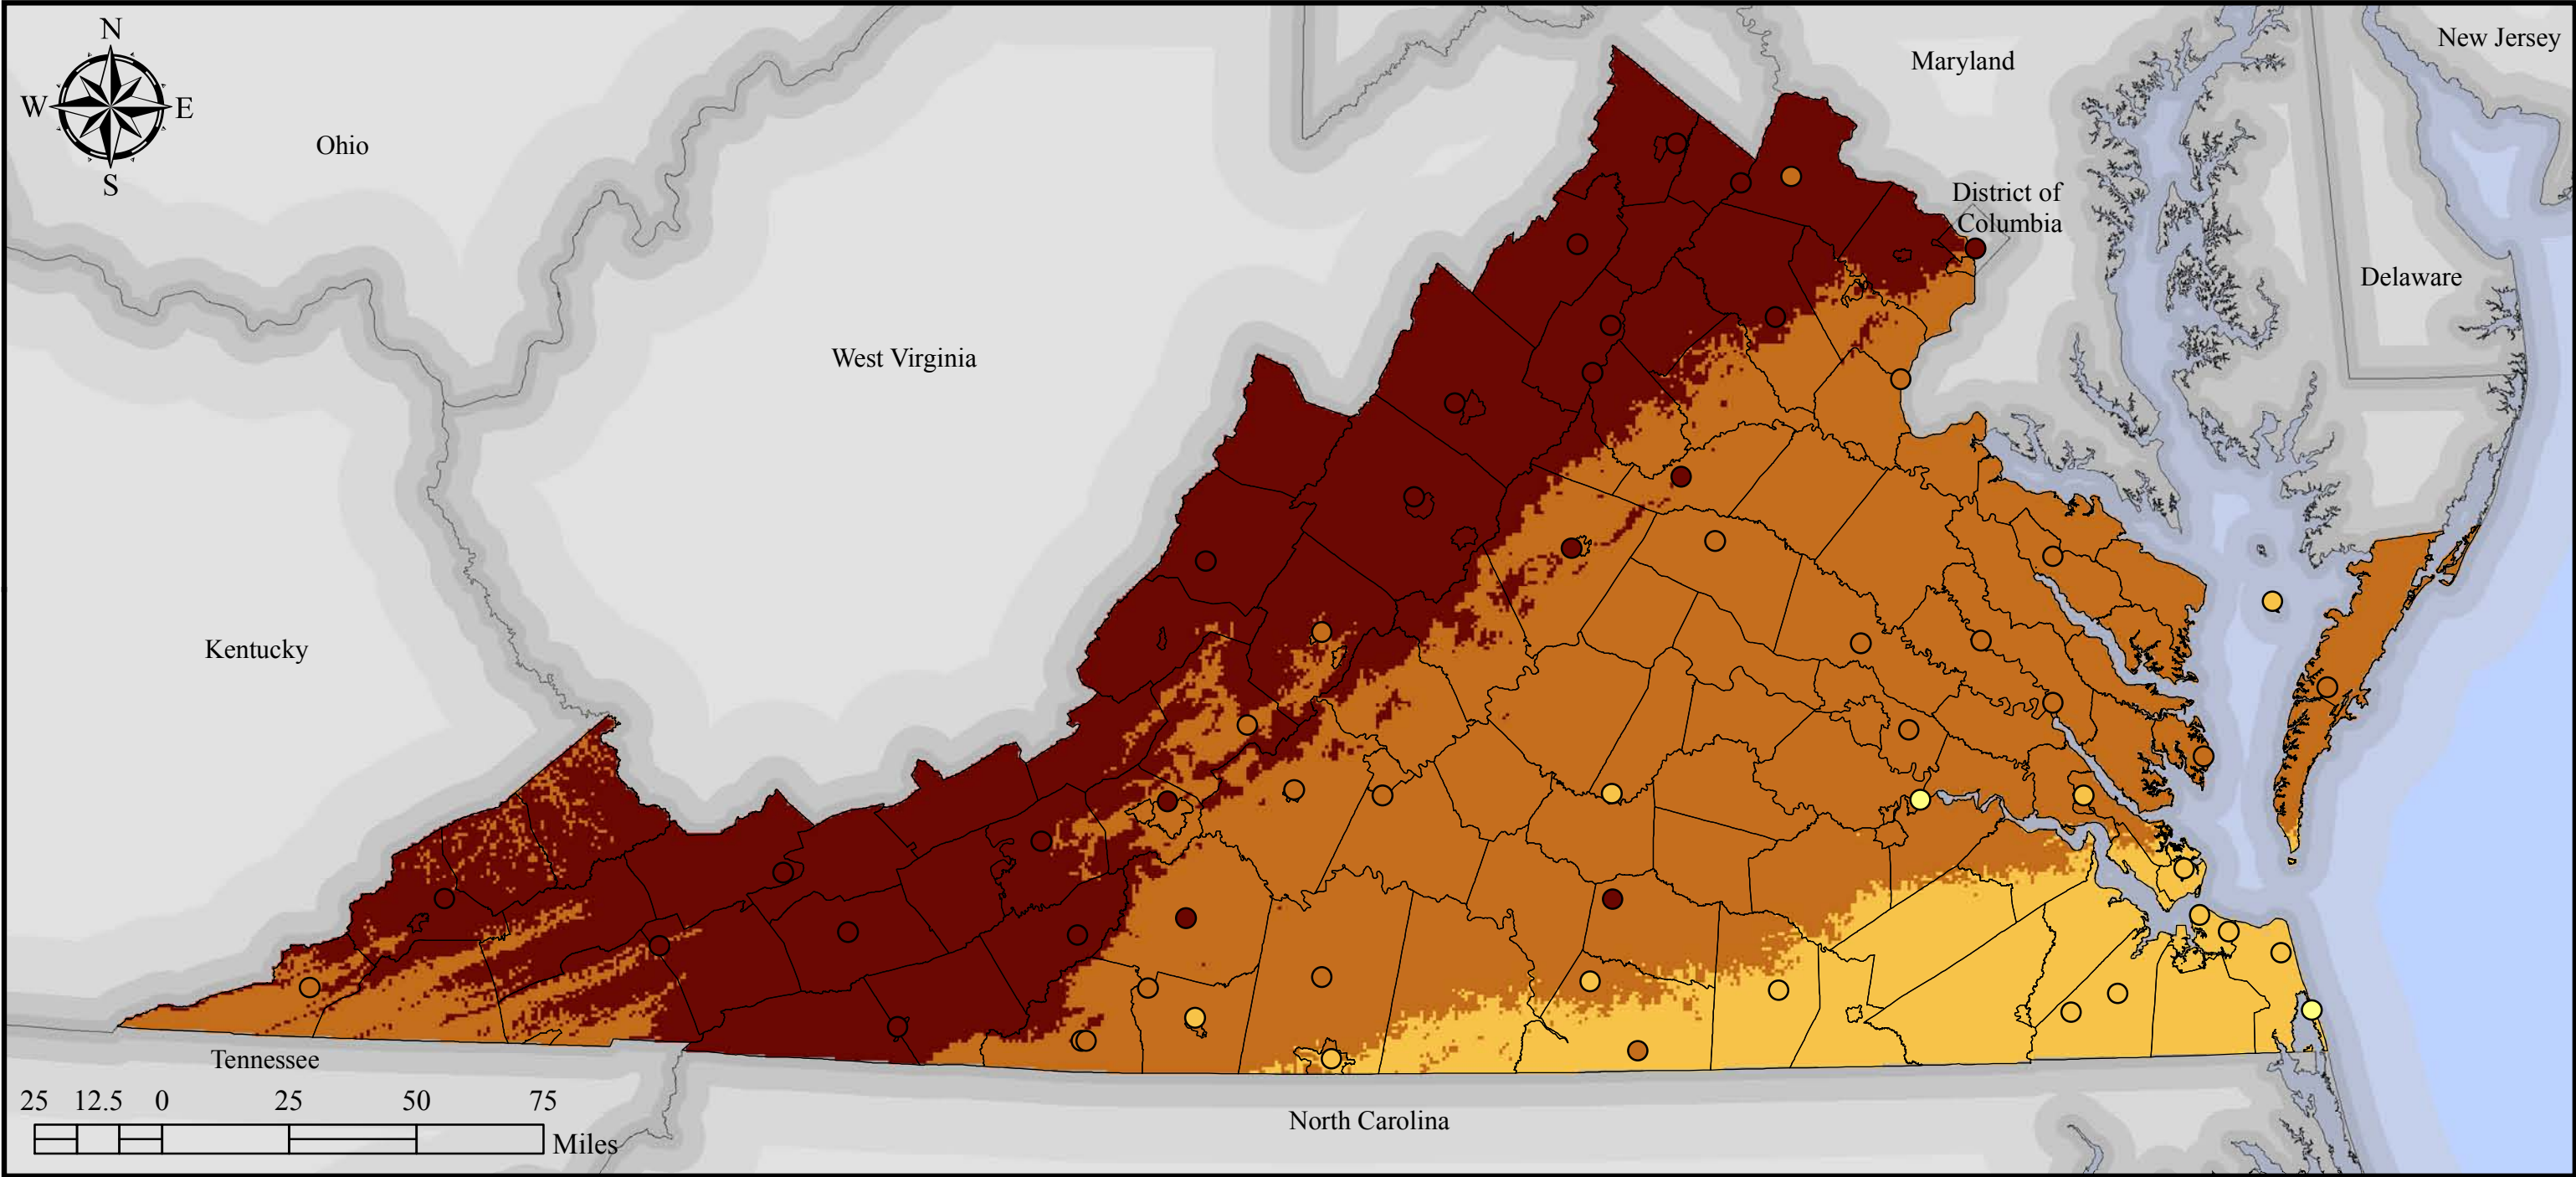 N
W
E
S
Ohio
Maryland
New Jersey
District of
Columbia
Delaware
West Virginia
Kentucky
Tennessee
North Carolina
25 12.5 0 25 50 75
Miles